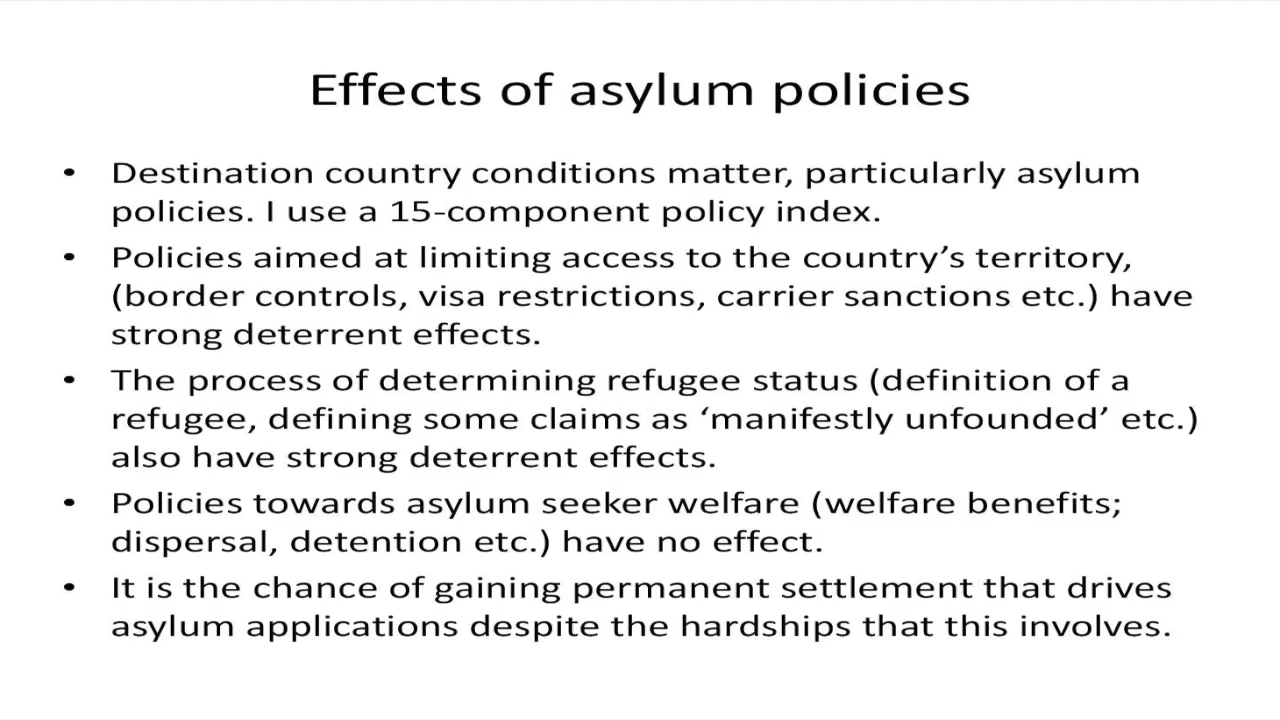 Effects of asylum policies
• Destination country conditions matter, particularly asylum
policies. I use a 15-component policy index.
• Policies aimed at limiting access to the country’s territory,
(border controls, visa restrictions, carrier sanctions etc.) have
strong deterrent effects.
• The process of determining refugee status (definition of a
refugee, defining some claims as ‘manifestly unfounded’ etc.)
also have strong deterrent effects.
• Policies towards asylum seeker welfare (welfare benefits;
dispersal, detention etc.) have no effect.
• It is the chance of gaining permanent settlement that drives
asylum applications despite the hardships that this involves.